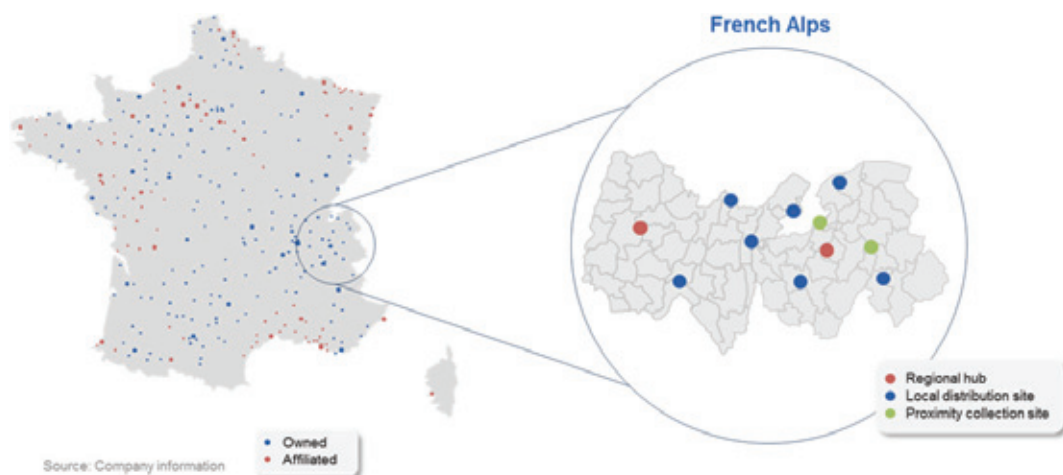 French Alps
Regional hub
Local distribution site
Proximity collection site
Owned
Affiliated
Source: Company information